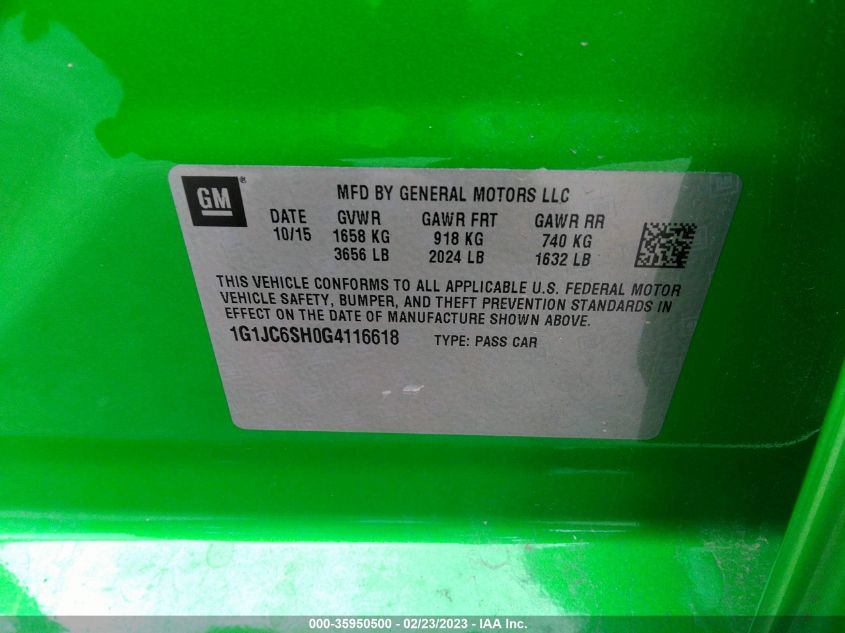 GM®
MFD BY GENERAL MOTORS LLC
DATE GVWR GAWR FRT GAWR RR
10/15 1658 KG 918 KG 740 KG
3656 LB 2024 LB 1632 LB
THIS VEHICLE CONFORMS TO ALL APPLICABLE U.S. FEDERAL MOTOR
VEHICLE SAFETY, BUMPER, AND THEFT PREVENTION STANDARDS IN
EFFECT ON THE DATE OF MANUFACTURE SHOWN ABOVE.
1G1JC6SH0G4116618 TYPE: PASS CAR
000-35950500 - 02/23/2023 - IAA Inc.